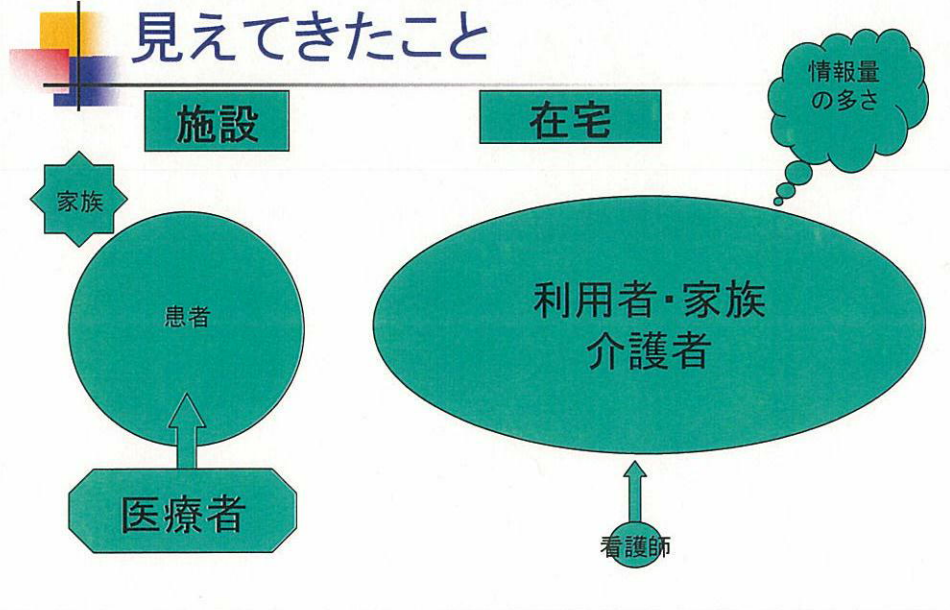 見えてきたこと
施設
在宅
情報量
の多さ
家族
患者
利用者・家族
介護者
医療者
看護師